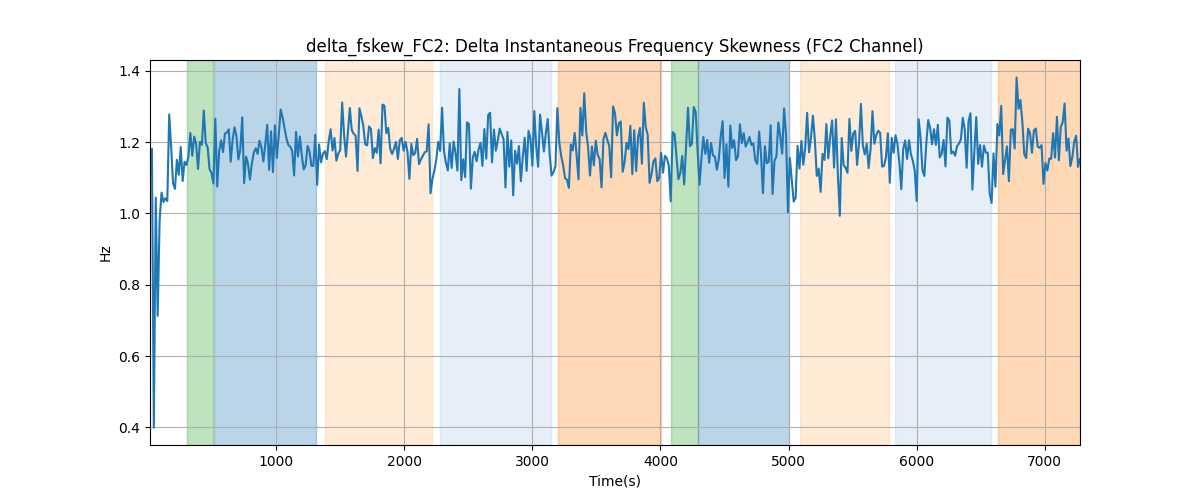 delta_fskew_FC2: Delta Instantaneous Frequency Skewness (FC2 Channel)
1.4
1.2
1.0
0.8
0.6
0.4
Hz
1000 2000 3000 4000 5000 6000 7000
Time(s)